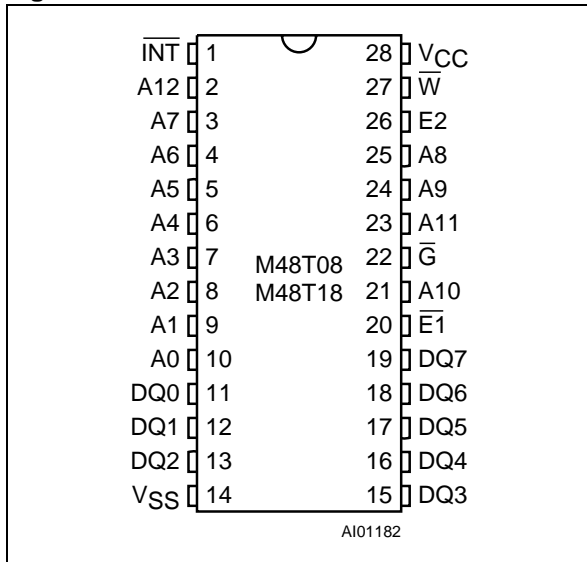 INT 1 28 VCC
A12 2 27 W
A7 3 26 E2
A6 4 25 A8
A5 5 24 A9
A4 6 23 A11
A3 7 M48T08 22 G
A2 8 M48T18 21 A10
A1 9 20 E1
A0 10 19 DQ7
DQ0 11 18 DQ6
DQ1 12 17 DQ5
DQ2 13 16 DQ4
VSS 14 15 DQ3
AI01182